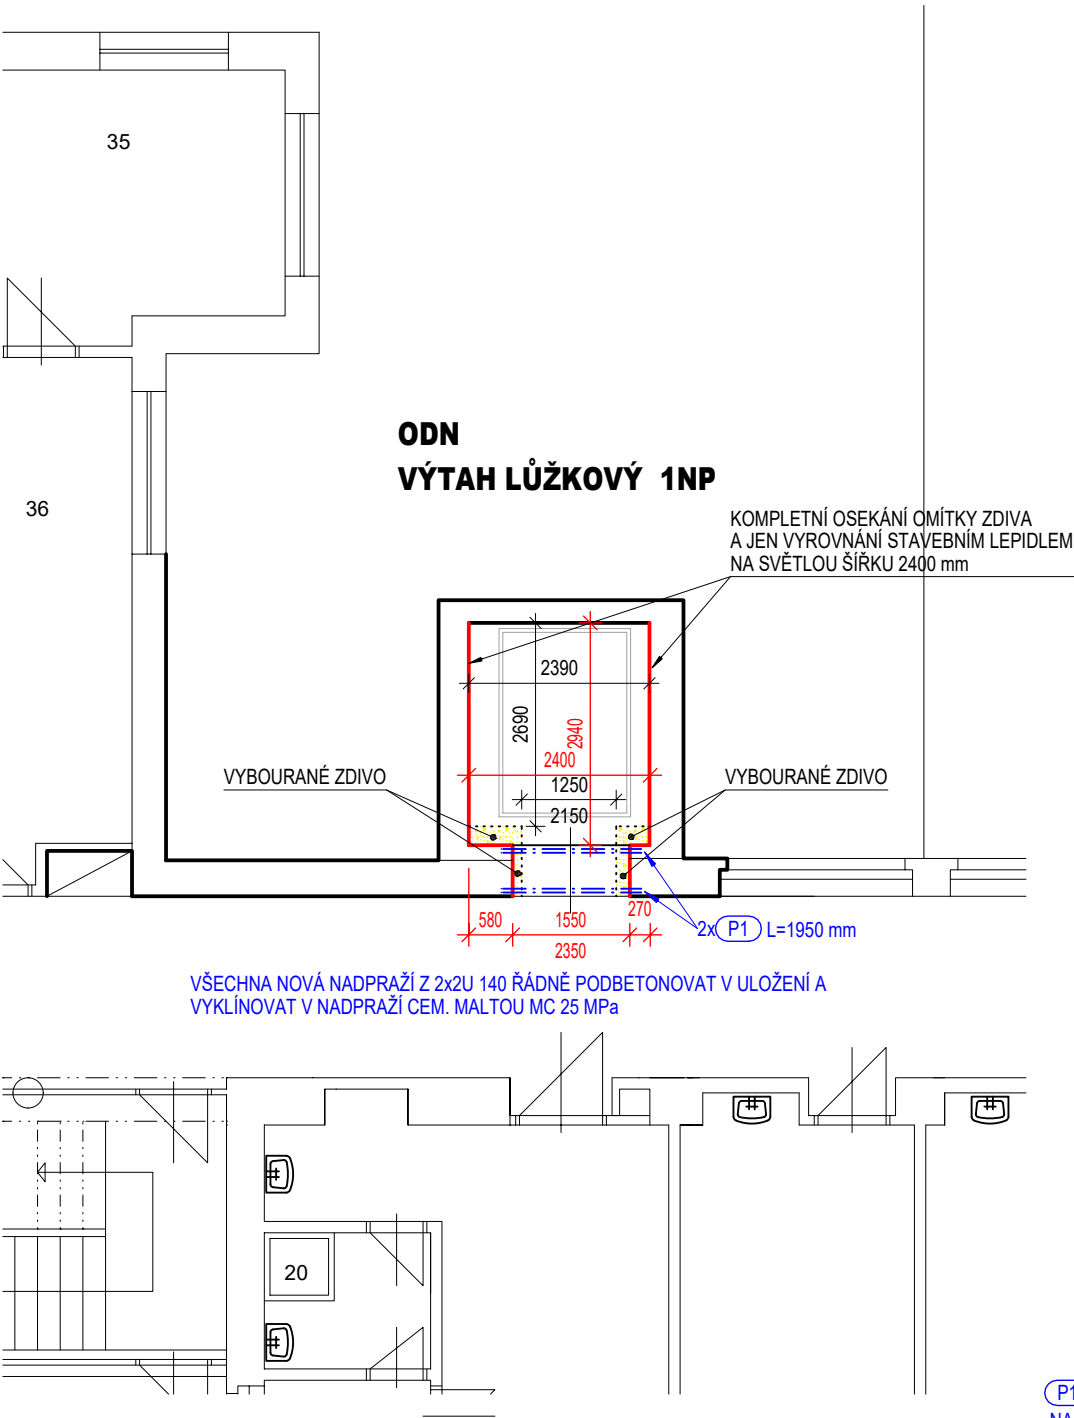 35
36
ODN
VÝTAH LŮŽKOVÝ 1NP
KOMPLETNÍ OSEKÁNÍ OMÍTKY ZDIVA
A JEN VYROVNÁNÍ STAVEBNÍM LEPIDLEM
NA SVĚTLOU ŠÍŘKU 2400 mm
2390
2690
2940
2400
VYBOURANÉ ZDIVO
1250
VYBOURANÉ ZDIVO
2150
580
1550
270
2350
2x P1 L=1950 mm
VŠECHNA NOVÁ NADPRAŽÍ Z 2x2U 140 ŘÁDNĚ PODBETONOVAT V ULOŽENÍ A
VYKLÍNOVAT V NADPRAŽÍ CEM. MALTOU MC 25 MPa
20
P1